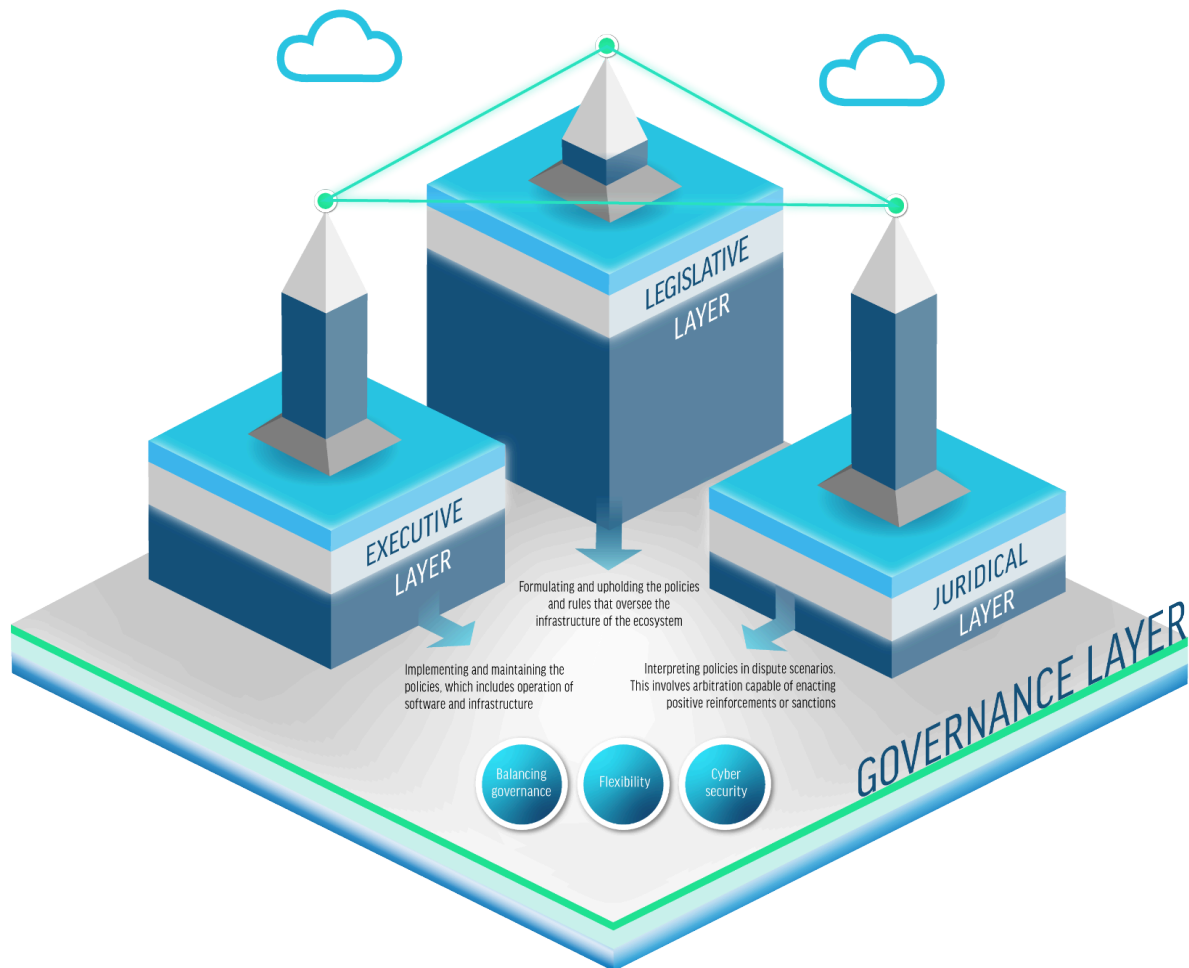 LEGISLATIVE
LAYER
EXECUTIVE
LAYER
JURIDICAL
LAYER
Formulating and upholding the policies
and rules that oversee the
infrastructure of the ecosystem
Implementing and maintaining the
policies, which includes operation of
software and infrastructure
Interpreting policies in dispute scenarios.
This involves arbitration capable of enacting
positive reinforcements or sanctions
GOVERNANCE LAYER
Balancing
governance
Flexibility
Cyber
security